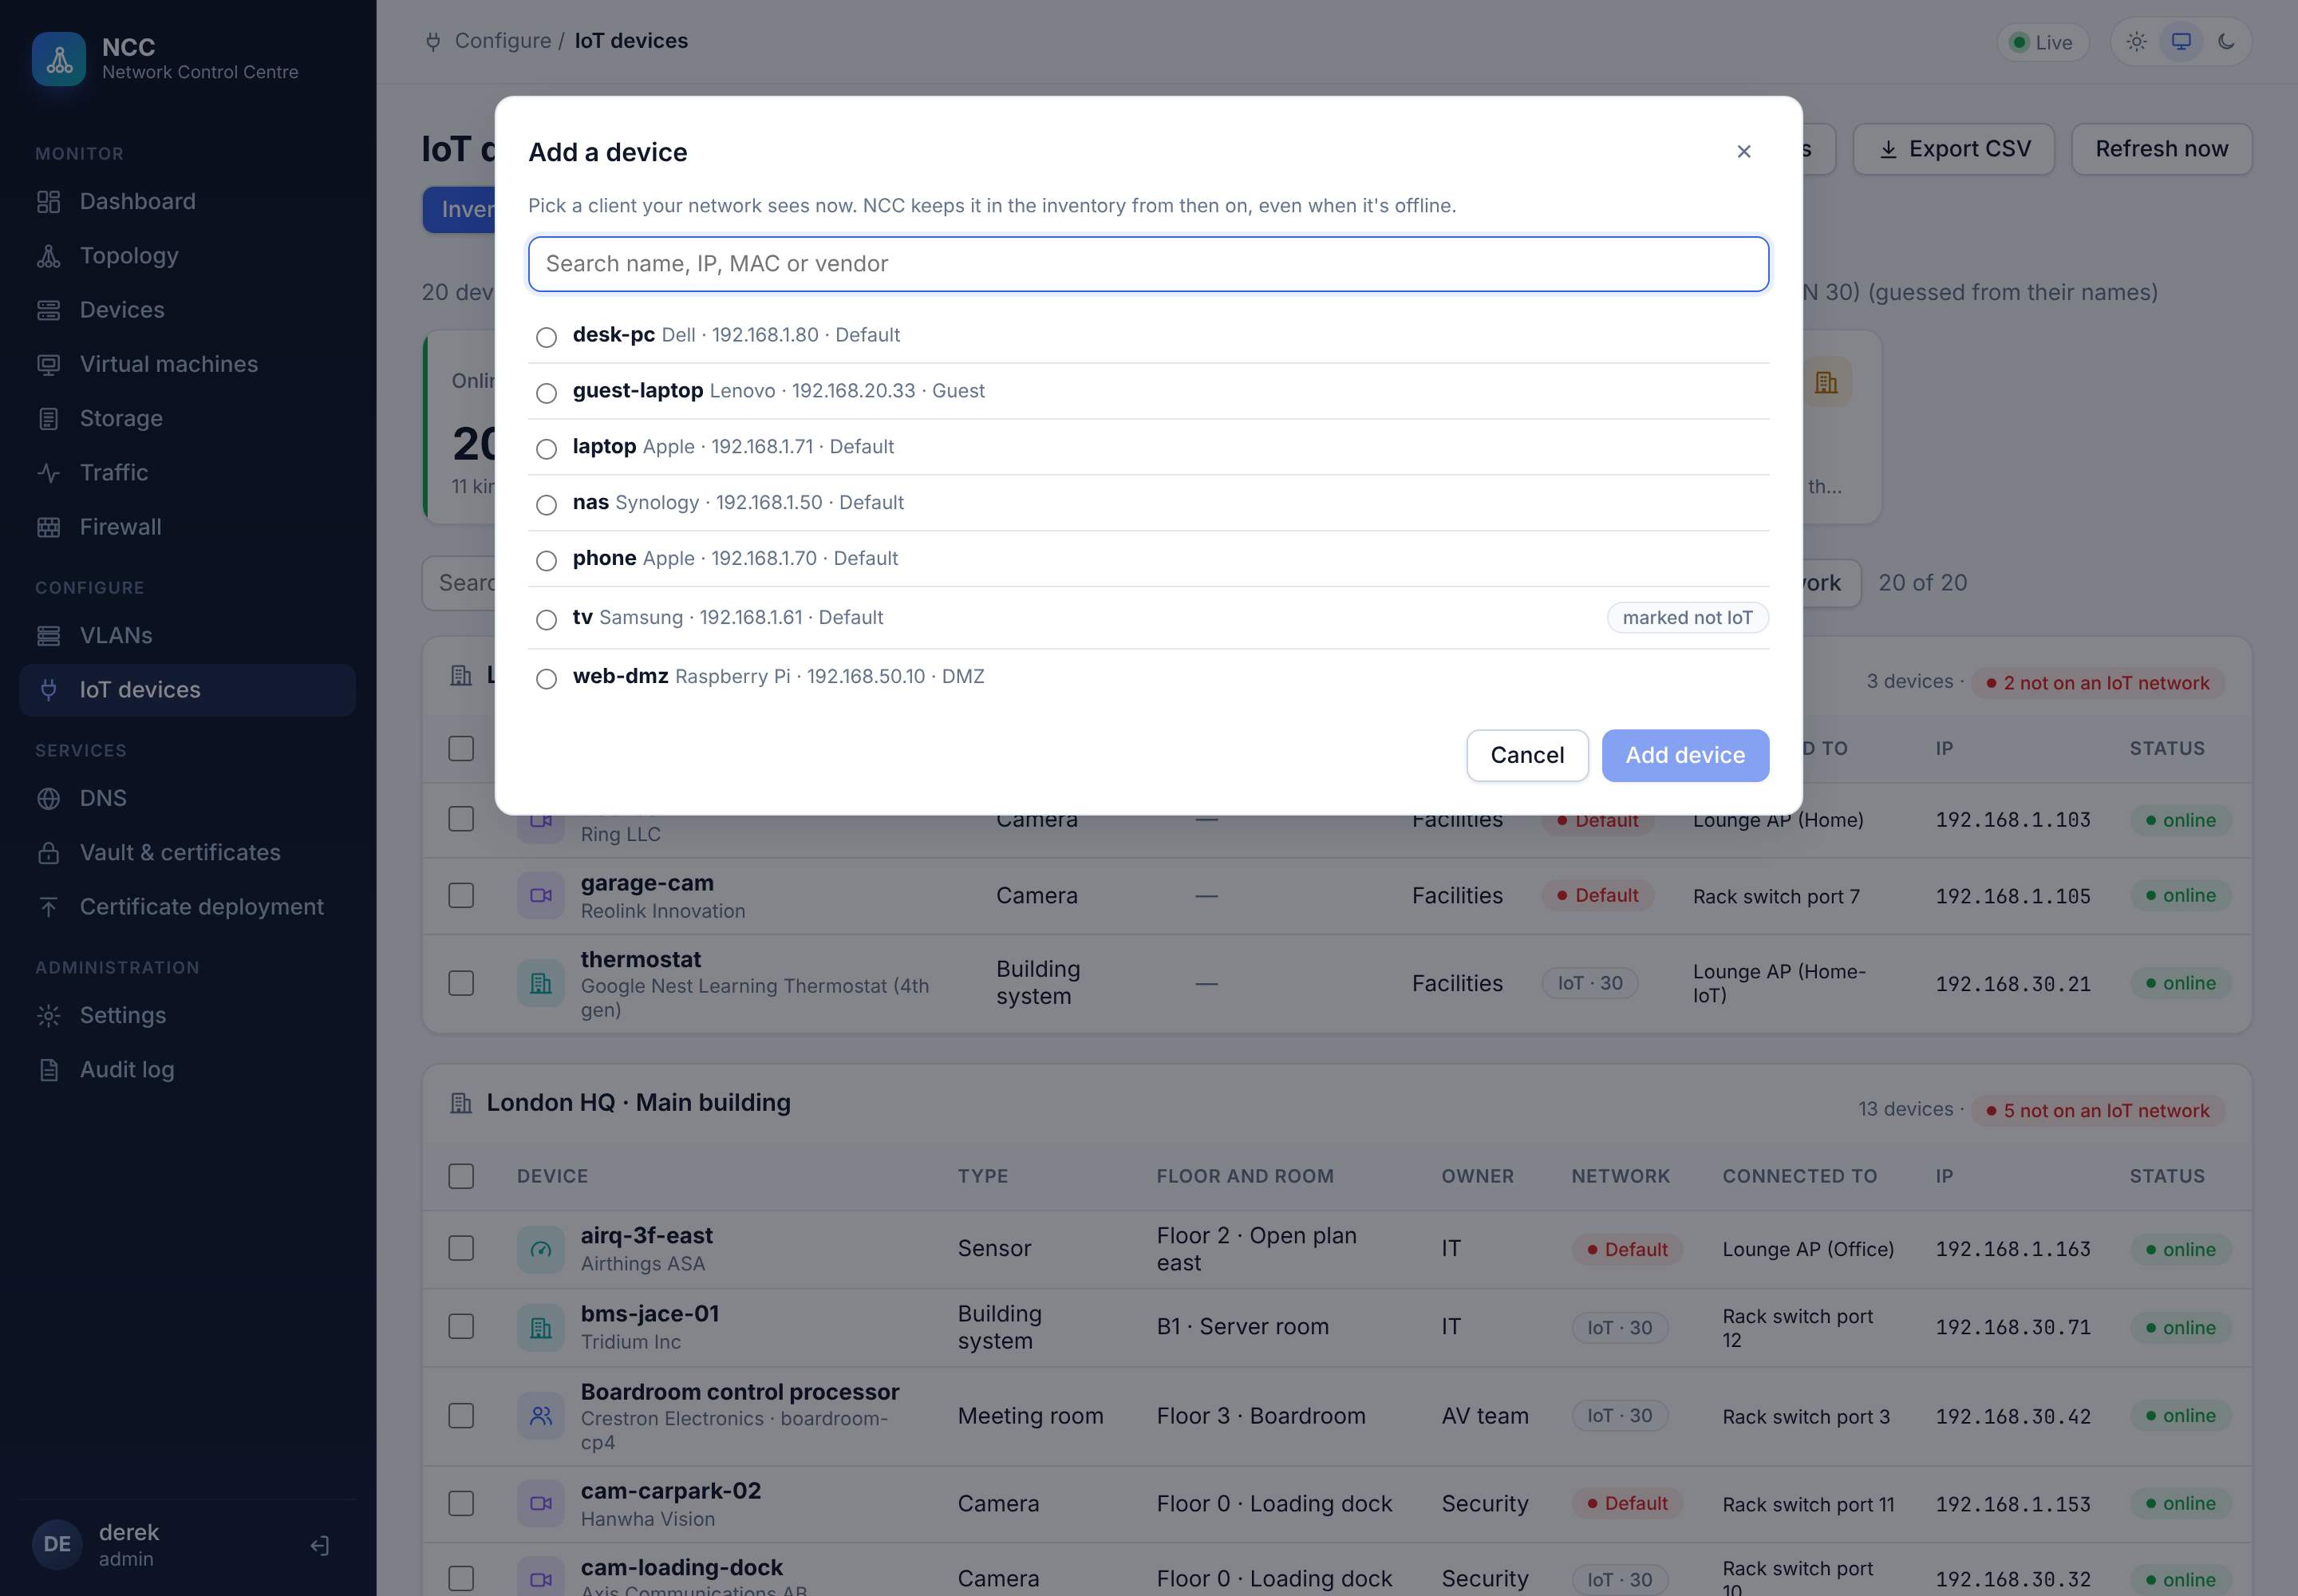 NCC
Network Control Centre
MONITOR
Dashboard
Topology
Devices
Virtual machines
Storage
Traffic
Firewall
CONFIGURE
VLANs
IoT devices
SERVICES
DNS
Vault & certificates
Certificate deployment
ADMINISTRATION
Settings
Audit log
DE
derek
admin
Configure / IoT devices
Live
IoT
Export CSV
Refresh now
20
N 30) (guessed from their names)
20
11
th...
20 of 20
Add a device
Pick a client your network sees now. NCC keeps it in the inventory from then on, even when it's offline.
Search name, IP, MAC or vendor
desk-pc Dell · 192.168.1.80 · Default
guest-laptop Lenovo · 192.168.20.33 · Guest
laptop Apple · 192.168.1.71 · Default
nas Synology · 192.168.1.50 · Default
phone Apple · 192.168.1.70 · Default
tv Samsung · 192.168.1.61 · Default marked not IoT
web-dmz Raspberry Pi · 192.168.50.10 · DMZ
Cancel Add device
3 devices · 2 not on an IoT network
TO IP STATUS
Ring LLC Camera — Facilities Default Lounge AP (Home) 192.168.1.103 online
garage-cam
Reolink Innovation
Camera — Facilities Default Rack switch port 7 192.168.1.105 online
thermostat
Google Nest Learning Thermostat (4th
gen)
Building
system
— Facilities IoT · 30
Lounge AP (Home-
IoT)
192.168.30.21 online
London HQ · Main building
13 devices · 5 not on an IoT network
DEVICE TYPE FLOOR AND ROOM OWNER NETWORK CONNECTED TO IP STATUS
airq-3f-east
Airthings ASA
Sensor
Floor 2 · Open plan
east
IT Default Lounge AP (Office) 192.168.1.163 online
bms-jace-01
Tridium Inc
Building
system
B1 · Server room IT IoT · 30
Rack switch port
12
192.168.30.71 online
Boardroom control processor
Crestron Electronics · boardroom-
cp4
Meeting room Floor 3 · Boardroom AV team IoT · 30 Rack switch port 3 192.168.30.42 online
cam-carpark-02
Hanwha Vision
Camera Floor 0 · Loading dock Security Default Rack switch port 11 192.168.1.153 online
cam-loading-dock
Axis Communications AB
Camera Floor 0 · Loading dock Security IoT · 30
Rack switch port
10
192.168.30.32 online